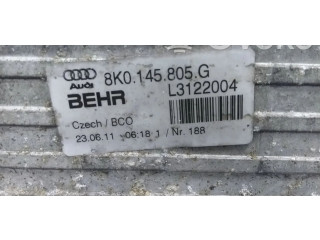 8K0.145.805.G
Audi
BEHR
L3122004
Czech / BCO
23.06.11 - 06:18 1 / Nr. 188